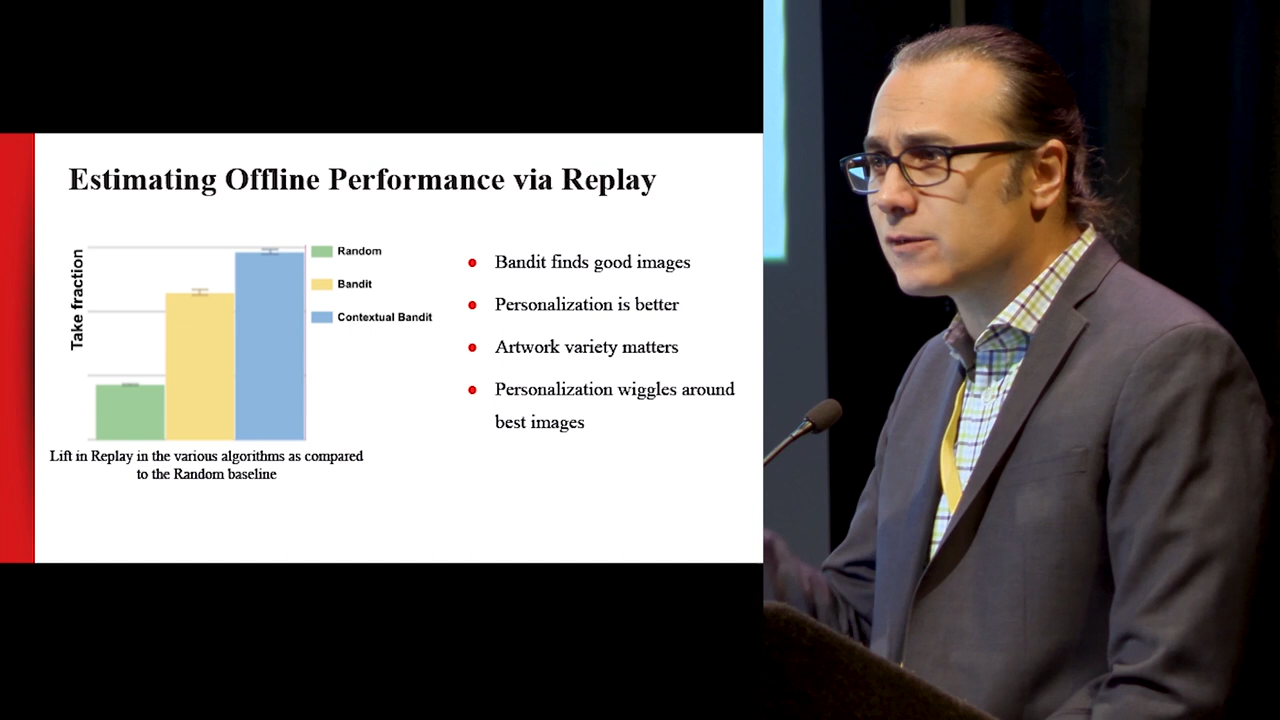 Estimating Offline Performance via Replay
Take fraction
Random
Bandit
Contextual Bandit
Lift in Replay in the various algorithms as compared
to the Random baseline
Bandit finds good images
Personalization is better
Artwork variety matters
Personalization wiggles around
best images